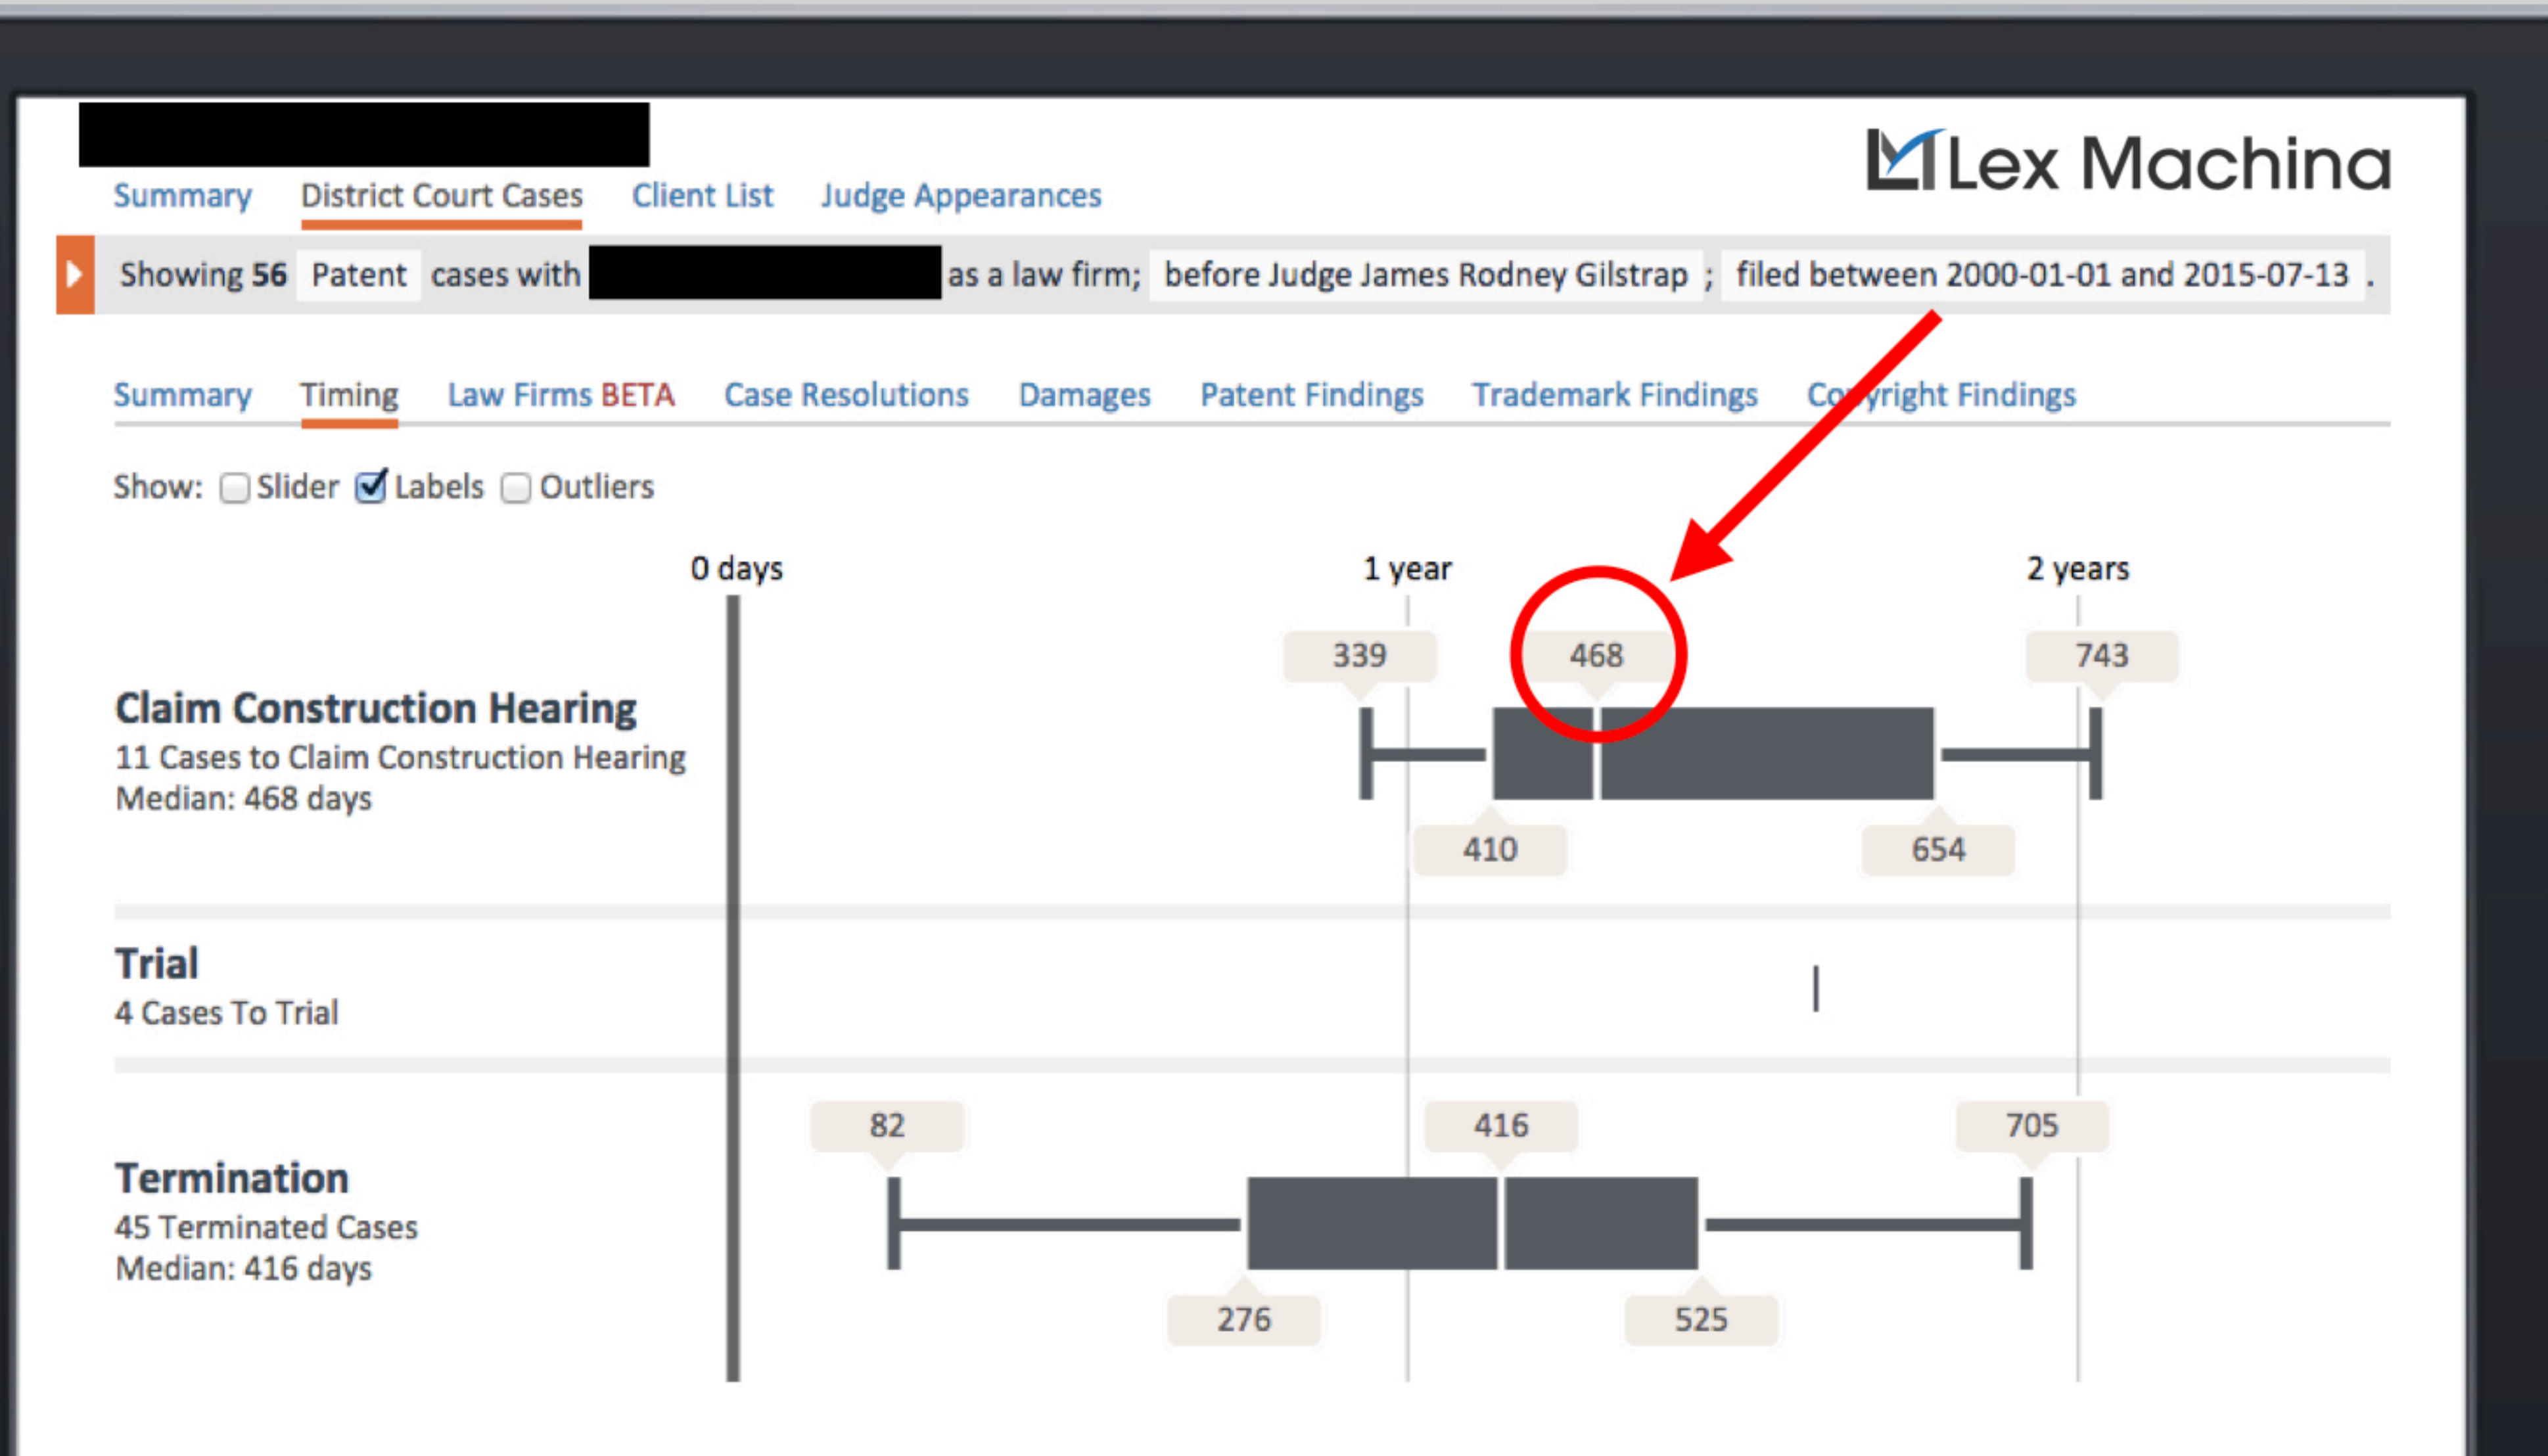 Lex Machina
Summary District Court Cases Client List Judge Appearances
Showing 56 Patent cases with as a law firm; before Judge James Rodney Gilstrap ; filed between 2000-01-01 and 2015-07-13 .
Summary Timing Law Firms BETA Case Resolutions Damages Patent Findings Trademark Findings Copyright Findings
Show: Slider Labels Outliers
0 days 1 year 2 years
339 468 743
Claim Construction Hearing
11 Cases to Claim Construction Hearing
Median: 468 days
410 654
Trial
4 Cases To Trial
82 416 705
Termination
45 Terminated Cases
Median: 416 days
276 525